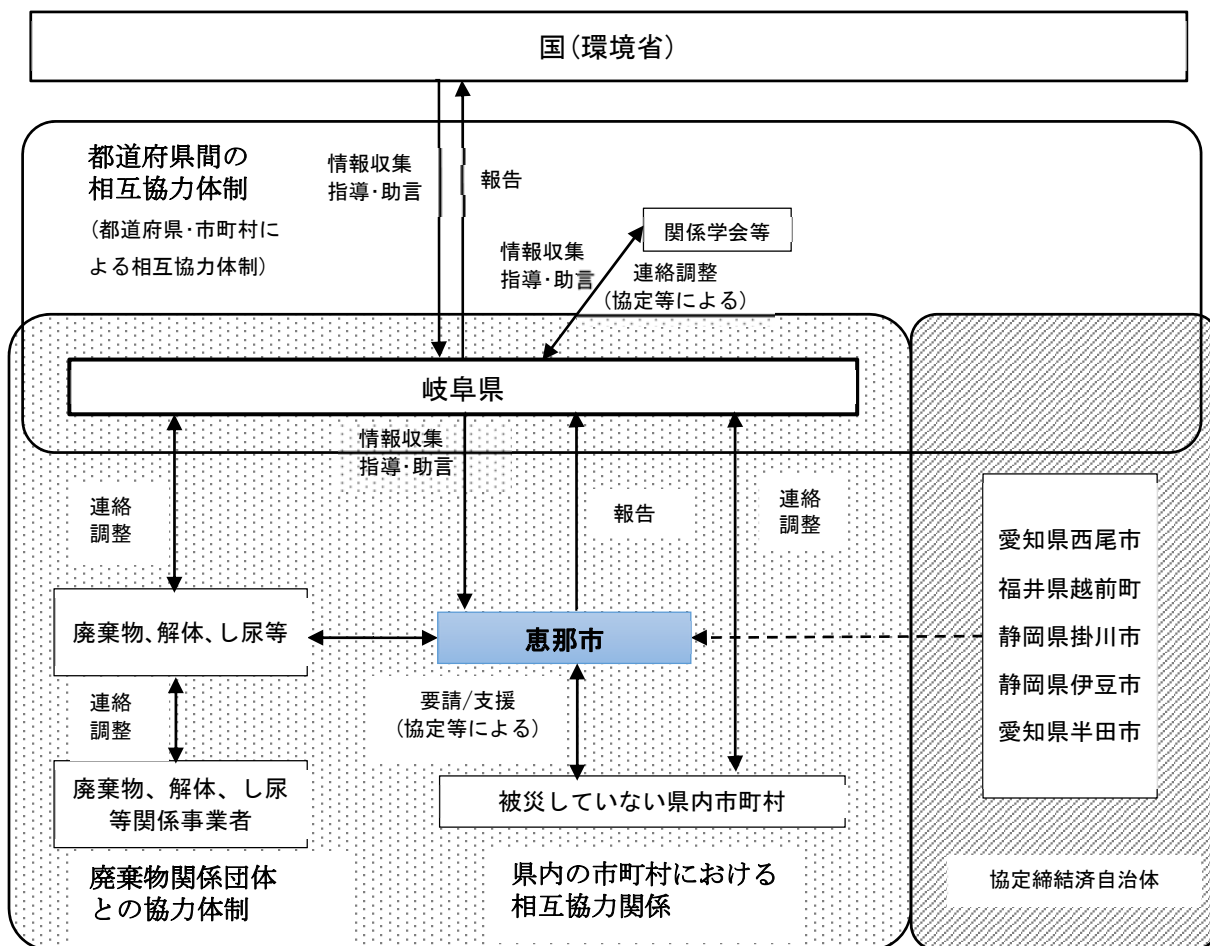 国(環境省)
都道府県間の
相互協力体制
(都道府県・市町村に
よる相互協力体制)
情報収集
指導・助言
報告
関係学会等
情報収集
指導・助言
連絡調整
(協定等による)
岐阜県
情報収集
指導・助言
連絡
調整
報告
連絡
調整
愛知県西尾市
福井県越前町
静岡県掛川市
静岡県伊豆市
愛知県半田市
廃棄物、解体、し尿等
恵那市
連絡
調整
要請/支援
(協定等による)
廃棄物、解体、し尿
等関係事業者
被災していない県内市町村
廃棄物関係団体
との協力体制
県内の市町村における
相互協力関係
協定締結済自治体